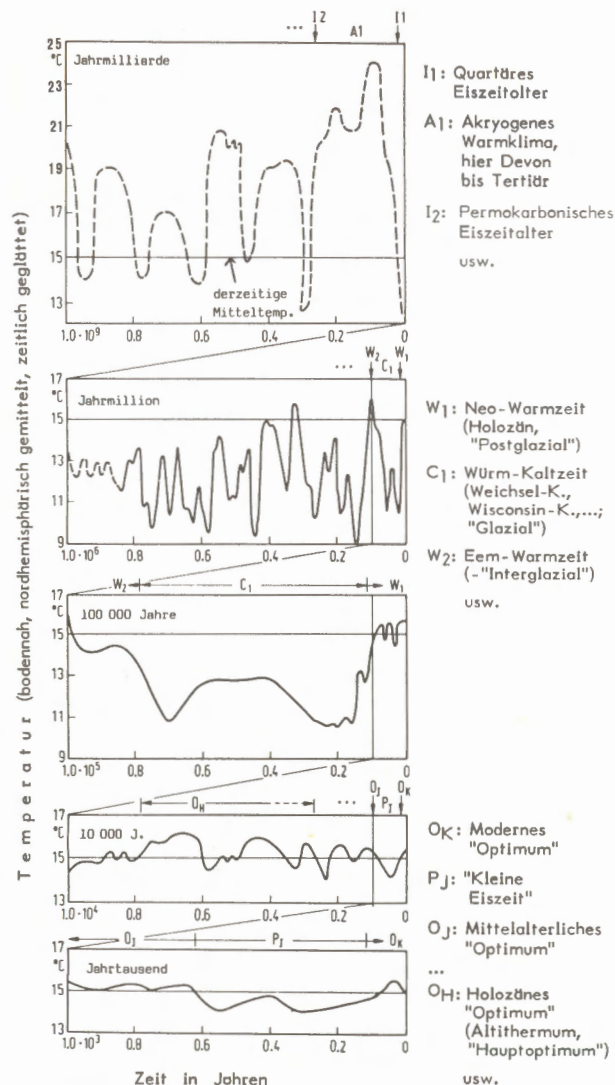 ... I2 A1 I1
25
°C
23
21
20
19
17
15
13
12
Jahrmilliarde
derzeitige
Mitteltemp.
1.0·10⁹ 0.8 0.6 0.4 0.2 0
I1: Quartäres
Eiszeitolter
A1: Akryogenes
Warmklima,
hier Devon
bis Tertiär
I2: Permokarbonisches
Eiszeitalter
usw.
Temperatur (bodennah, nordhemisphärisch gemittelt, zeitlich geglättet)
... W2 C1 W1
17
°C
15
13
11
9
Jahrmillion
1.0·10⁶ 0.8 0.6 0.4 0.2 0
W1: Neo-Warmzeit
(Holozän,
"Postglazial")
C1: Würm-Kaltzeit
(Weichsel-K.,
Wisconsin-K.,...;
"Glazial")
W2: Eem-Warmzeit
(-"Interglazial")
usw.
W2 C1 W1
17
°C
15
13
11
9
100 000 Jahre
1.0·10⁵ 0.8 0.6 0.4 0.2 0
OH ... OJ PJ OK
17
°C
15
13
10 000 J.
1.0·10⁴ 0.8 0.6 0.4 0.2 0
OK: Modernes
"Optimum"
PJ: "Kleine
Eiszeit"
OJ: Mittelalterliches
"Optimum"
...
OH: Holozänes
"Optimum"
(Altithermum,
"Hauptoptimum")
usw.
OJ PJ OK
17
°C
15
13
Jahrtausend
1.0·10³ 0.8 0.6 0.4 0.2 0
Zeit in Jahren